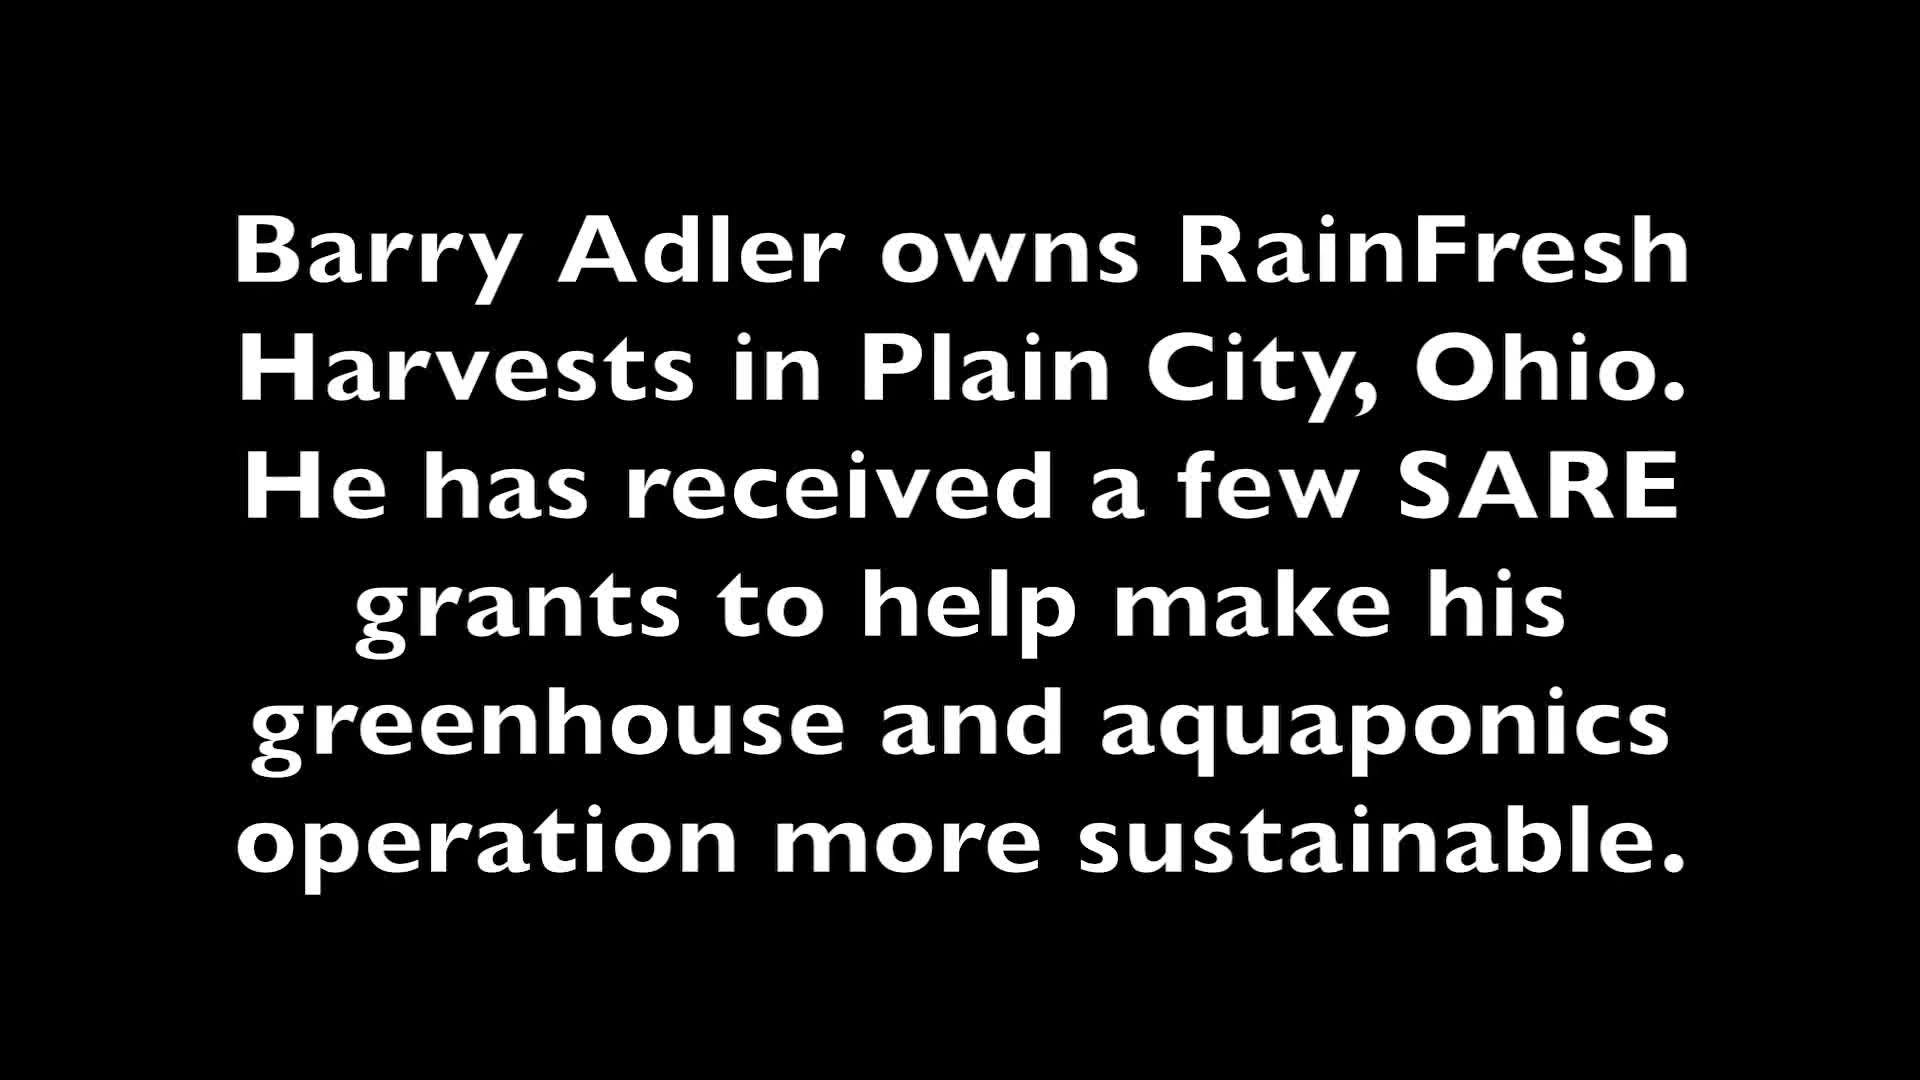 Barry Adler owns RainFresh
Harvests in Plain City, Ohio.
He has received a few SARE
grants to help make his
greenhouse and aquaponics
operation more sustainable.